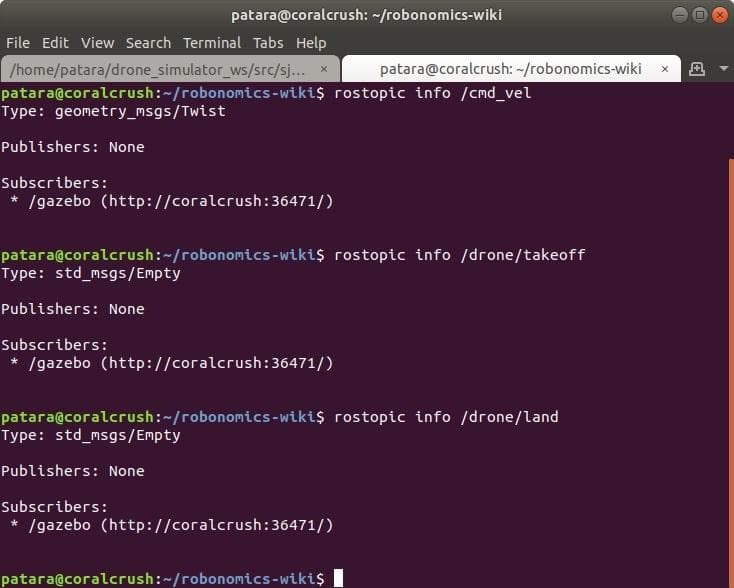 patara@coralcrush: ~/robonomics-wiki
File Edit View Search Terminal Tabs Help
/home/patara/drone_simulator_ws/src/sj... × patara@coralcrush: ~/robonomics-wiki ×
patara@coralcrush:~/robonomics-wiki$ rostopic info /cmd_vel
Type: geometry_msgs/Twist
Publishers: None
Subscribers:
* /gazebo (http://coralcrush:36471/)
patara@coralcrush:~/robonomics-wiki$ rostopic info /drone/takeoff
Type: std_msgs/Empty
Publishers: None
Subscribers:
* /gazebo (http://coralcrush:36471/)
patara@coralcrush:~/robonomics-wiki$ rostopic info /drone/land
Type: std_msgs/Empty
Publishers: None
Subscribers:
* /gazebo (http://coralcrush:36471/)
patara@coralcrush:~/robonomics-wiki$